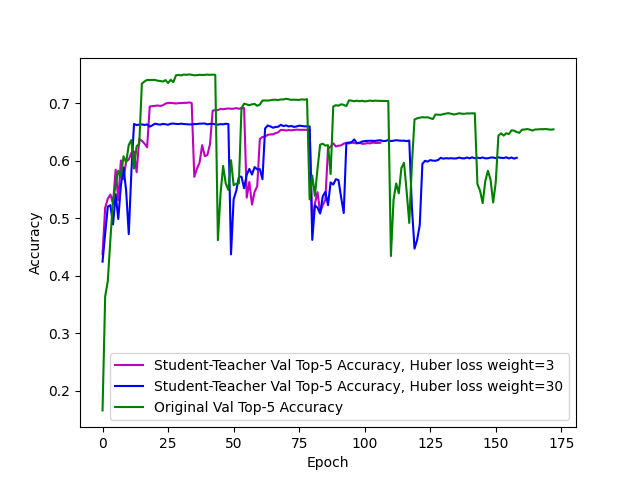 0.7
0.6
0.5
0.4
0.3
0.2
Accuracy
Student-Teacher Val Top-5 Accuracy, Huber loss weight=3
Student-Teacher Val Top-5 Accuracy, Huber loss weight=30
Original Val Top-5 Accuracy
0 25 50 75 100 125 150 175
Epoch